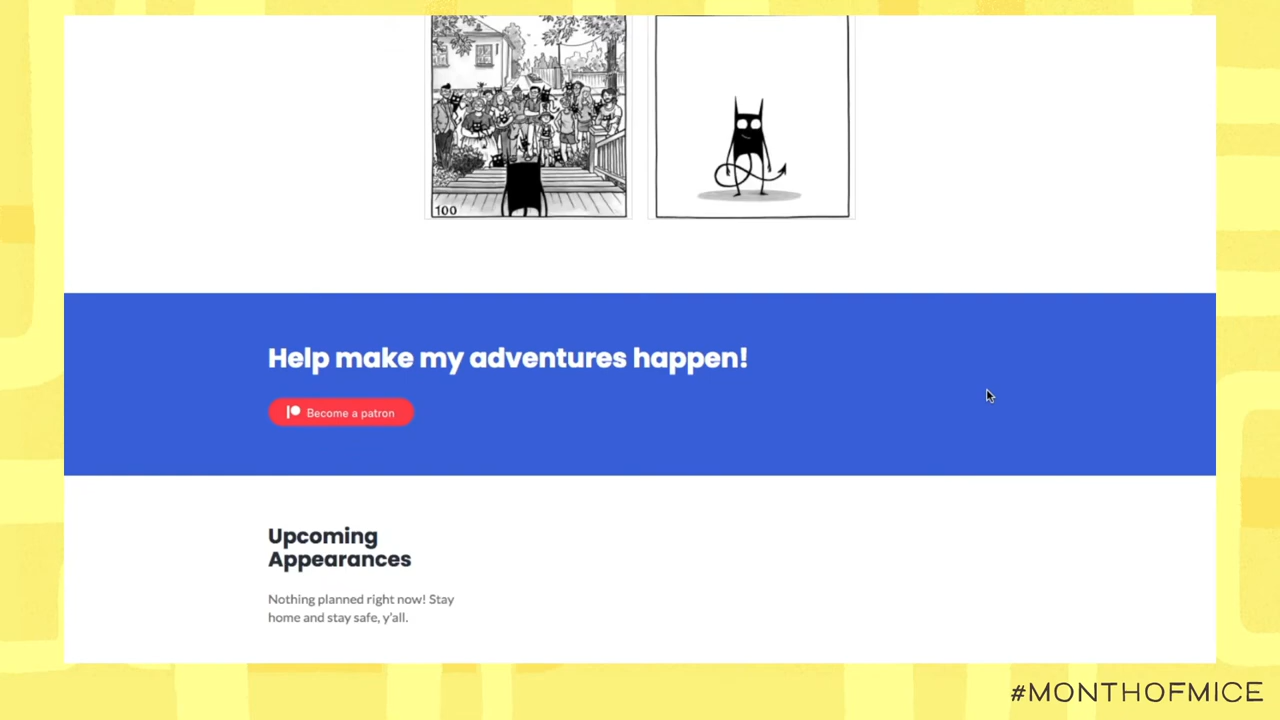 100
Help make my adventures happen!
Become a patron
Upcoming
Appearances
Nothing planned right now! Stay
home and stay safe, y'all.
#MONTHOFMICE